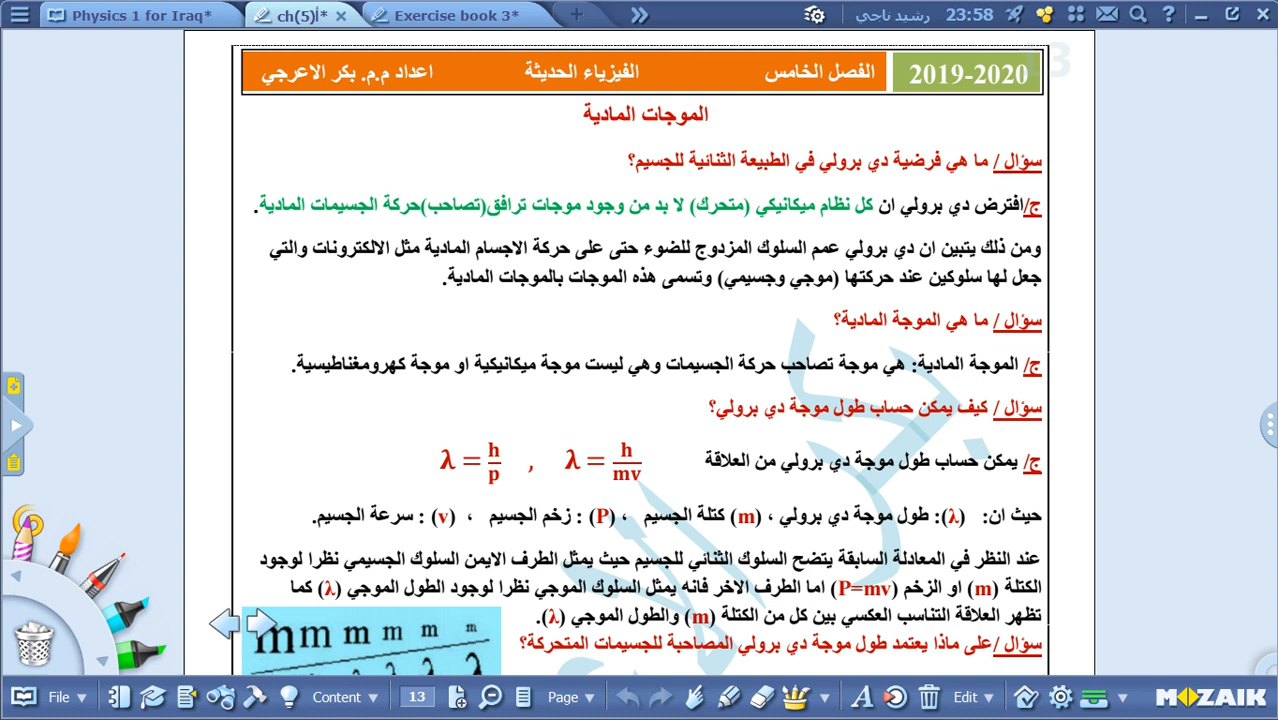 Physics 1 for Iraq*
ch(5)*
Exercise book 3*
رشيد ناجي
23:58
2019-2020
الفصل الخامس
الفيزياء الحديثة
اعداد م.م. بكر الاعرجي
الموجات المادية
سؤال / ما هي فرضية دي برولي في الطبيعة الثنائية للجسيم؟
ج/افترض دي برولي ان كل نظام ميكانيكي (متحرك) لا بد من وجود موجات ترافق(تصاحب)حركة الجسيمات المادية.
ومن ذلك يتبين ان دي برولي عمم السلوك المزدوج للضوء حتى على حركة الاجسام المادية مثل الالكترونات والتي
جعل لها سلوكين عند حركتها (موجي وجسيمي) وتسمى هذه الموجات بالموجات المادية.
سؤال / ما هي الموجة المادية؟
ج/ الموجة المادية: هي موجة تصاحب حركة الجسيمات وهي ليست موجة ميكانيكية او موجة كهرومغناطيسية.
سؤال / كيف يمكن حساب طول موجة دي برولي؟
ج/ يمكن حساب طول موجة دي برولي من العلاقة λ = h/mv , λ = h/p
حيث ان: (λ): طول موجة دي برولي ، (m) كتلة الجسيم ، (P) : زخم الجسيم ، (v) : سرعة الجسيم.
عند النظر في المعادلة السابقة يتضح السلوك الثنائي للجسيم حيث يمثل الطرف الايمن السلوك الجسيمي نظرا لوجود
الكتلة (m) او الزخم (P=mv) اما الطرف الاخر فانه يمثل السلوك الموجي نظرا لوجود الطول الموجي (λ) كما
تظهر العلاقة التناسب العكسي بين كل من الكتلة (m) والطول الموجي (λ).
سؤال /على ماذا يعتمد طول موجة دي برولي المصاحبة للجسيمات المتحركة؟
m m m m m m
File
Content
13
Page
Edit
MOZAIK